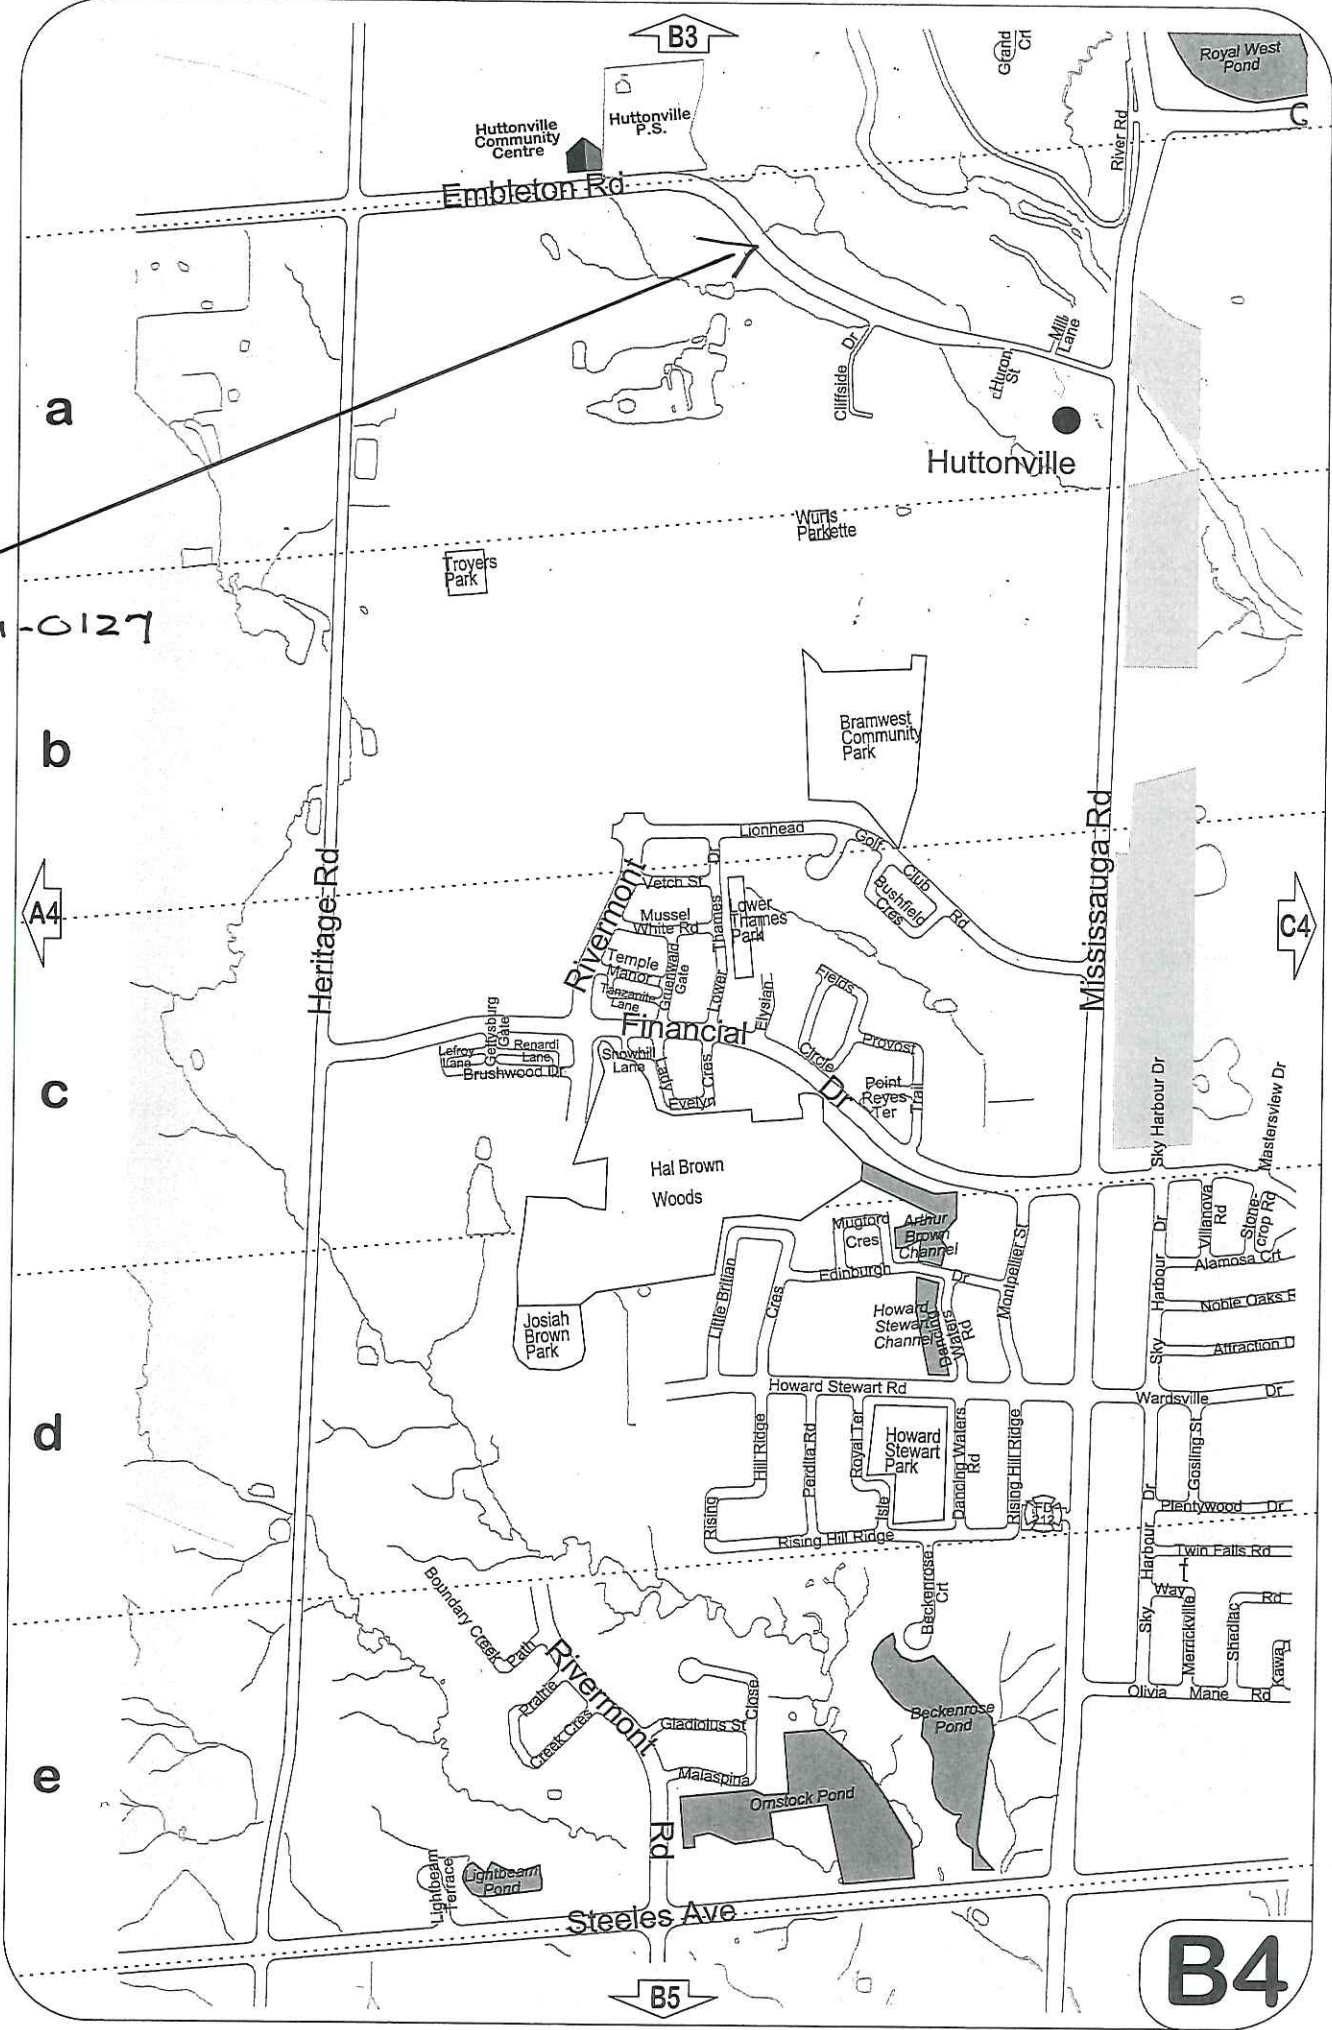 B3
Grand
Crt
Royal West
Pond
Huttonville
Community
Centre
Huttonville
P.S.
River Rd
Embleton Rd
Mill
Lane
Huron
St
Cliffside
Dr
a
Huttonville
Wurls
Parkette
Troyers
Park
-0127
Bramwest
Community
Park
b
Lionhead
Golf
Club
Rd
Mississauga Rd
Dr
Vetch St
Bushfield
Cres
Heritage Rd
Rivermont
A4
C4
Mussel
White Rd
Lower
Thames
Park
Thames
Lower
Temple
Manor
Gruenwald
Gate
Tanzanite
Lane
Elysian
Fields
Circle
Gettysburg
Gate
Financial
Dr
Provost
Trail
Lefroy
Lane
Renardi
Lane
Brushwood Dr
Snowhill
Lane
Lady
Evelyn
Cres
Point
Reyes
Ter
c
Sky Harbour Dr
Mastersview Dr
Hal Brown
Woods
Mugford
Cres
Arthur
Brown
Channel
Montpellier St
Villanova
Rd
Stone-
crop Rd
Alamosa Crt
Edinburgh
Dr
Little Britian
Cres
Sky
Harbour
Dr
Noble Oaks
Howard
Stewart
Channel
Dancing
Waters
Rd
Josiah
Brown
Park
Attraction D
Howard Stewart Rd
Wardsville
Dr
d
Hill Ridge
Perdita Rd
Royal Ter
Howard
Stewart
Park
Dancing Waters
Rd
Rising Hill Ridge
Gosling St
Rising
Isle
FD
212
Plentywood
Dr
Rising Hill Ridge
Sky
Harbour
Dr
Twin Falls Rd
Beckenrose
Crt
Way
Rd
Boundary Creek
Path
Merrickville
Shediac
Rivermont
Rd
Prairie
Creek Cres
Close
Gladiolus St
Malaspina
Beckenrose
Pond
Olivia Marie Rd
e
Ornstock Pond
Lightbeam
Terrace
Lightbeam
Pond
Steeles Ave
B5
B4